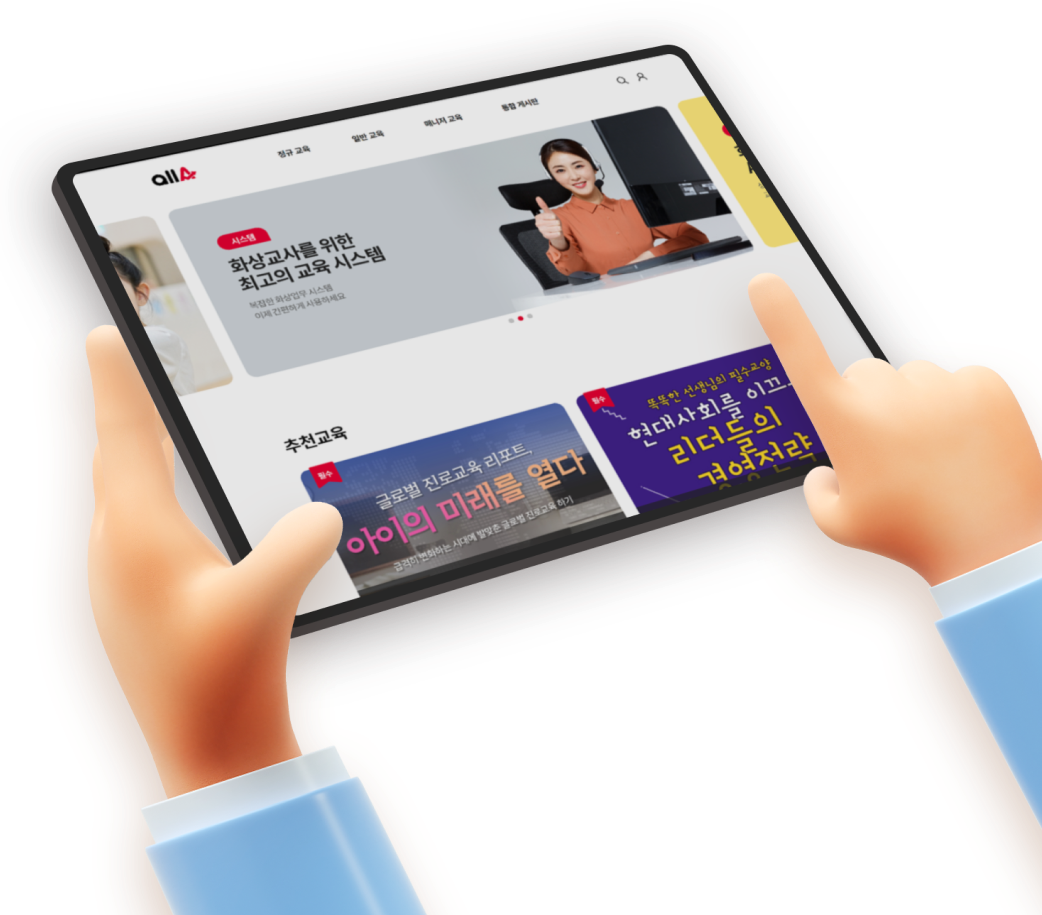 allA
정규 교육
일반 교육
매니저 교육
통합 게시판
시스템
화상교사를 위한
최고의 교육 시스템
복잡한 화상업무 시스템
이제 간편하게 사용하세요
추천교육
필수
글로벌 진로교육 리포트,
아이의 미래를 열다
급격히 변화하는 시대에 발맞춘 글로벌 진로교육 하기
필수
똑똑한 선생님의 필수교양
현대사회를 이끄
리더들의
경영전략